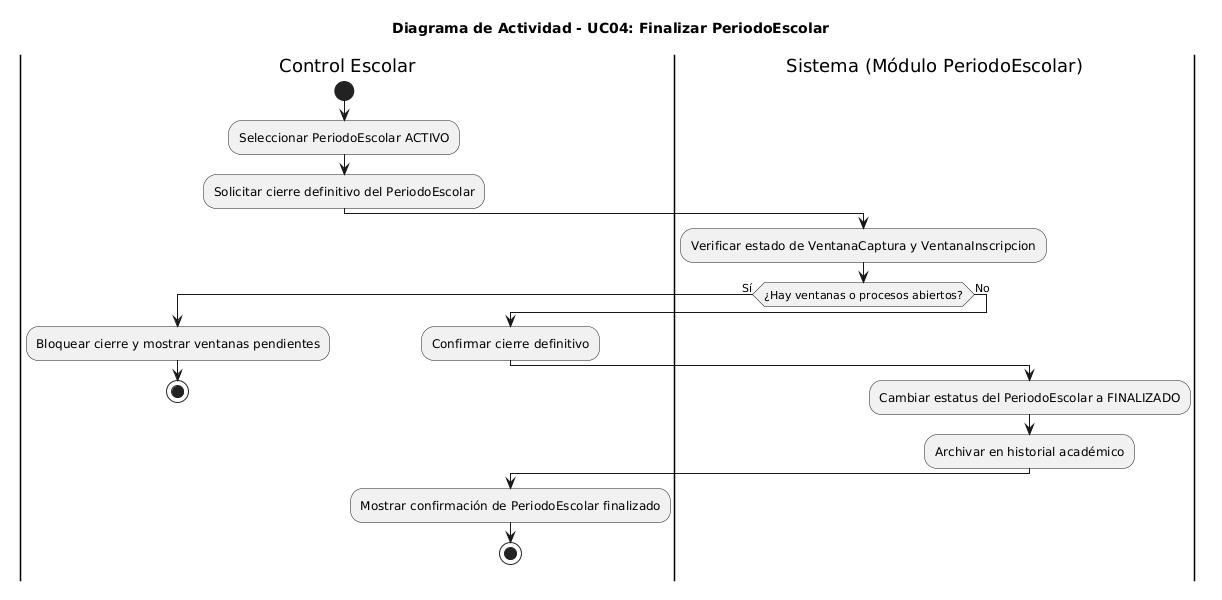 Diagrama de Actividad - UC04: Finalizar PeriodoEscolar
Control Escolar
Sistema (Módulo PeriodoEscolar)
Seleccionar PeriodoEscolar ACTIVO
Solicitar cierre definitivo del PeriodoEscolar
Verificar estado de VentanaCaptura y VentanaInscripcion
Sí
¿Hay ventanas o procesos abiertos?
No
Bloquear cierre y mostrar ventanas pendientes
Confirmar cierre definitivo
Cambiar estatus del PeriodoEscolar a FINALIZADO
Archivar en historial académico
Mostrar confirmación de PeriodoEscolar finalizado